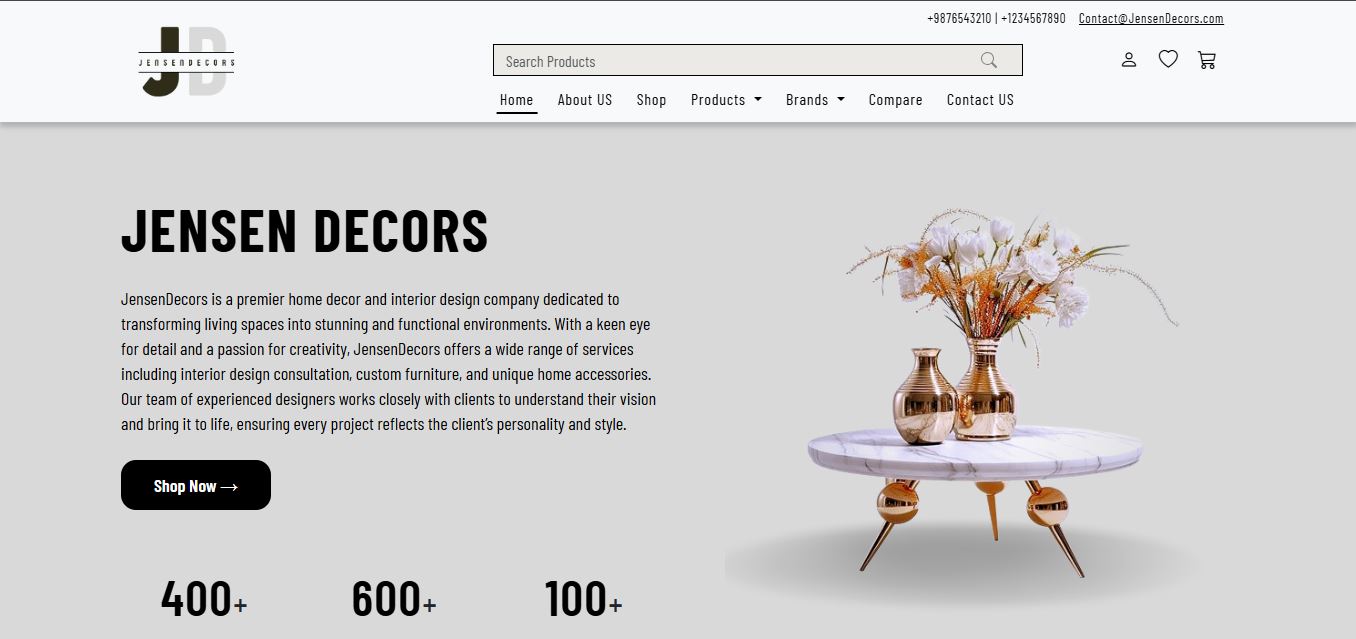 +9876543210 | +1234567890 Contact@JensenDecors.com
JD
JENSENDECORS
Search Products
Home About US Shop Products Brands Compare Contact US
JENSEN DECORS
JensenDecors is a premier home decor and interior design company dedicated to
transforming living spaces into stunning and functional environments. With a keen eye
for detail and a passion for creativity, JensenDecors offers a wide range of services
including interior design consultation, custom furniture, and unique home accessories.
Our team of experienced designers works closely with clients to understand their vision
and bring it to life, ensuring every project reflects the client’s personality and style.
Shop Now →
400+ 600+ 100+